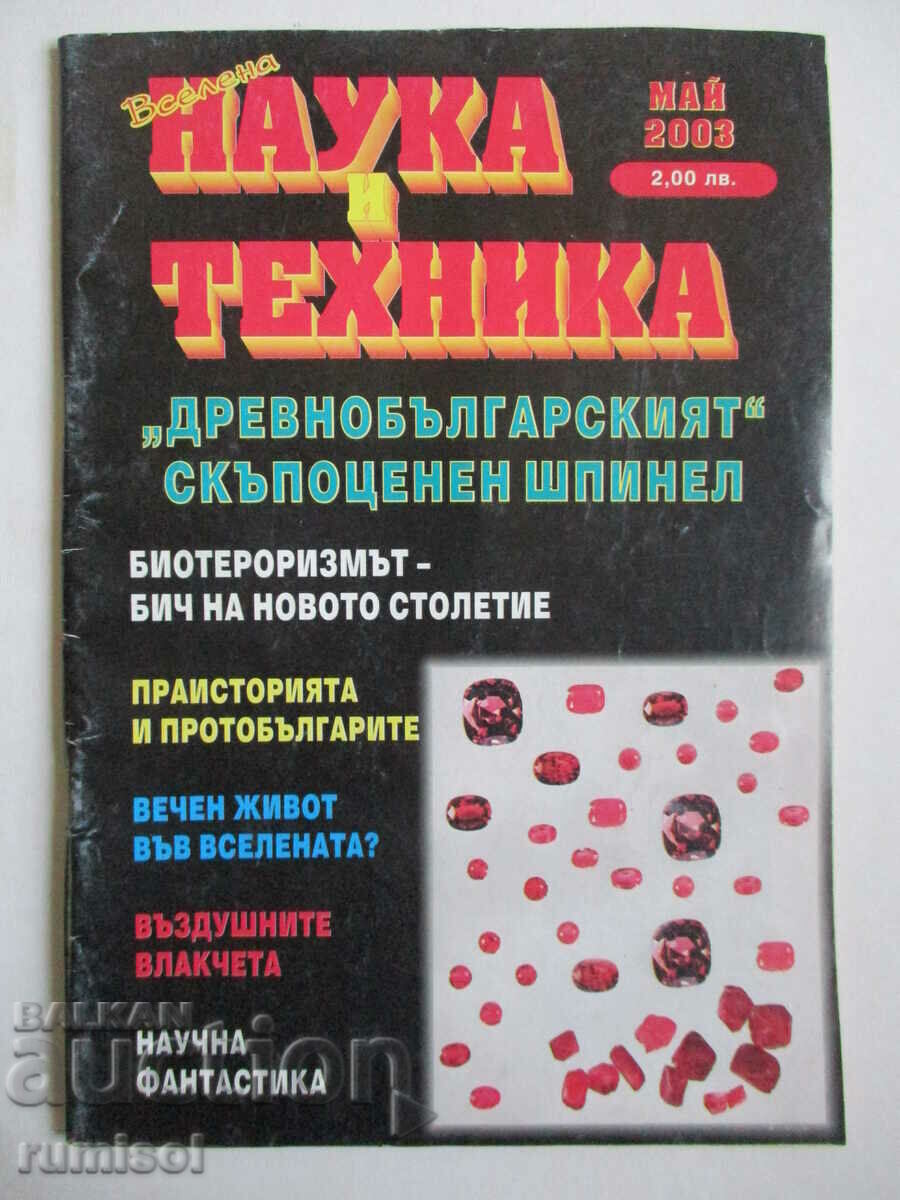 Вселена
НАУКА
И
ТЕХНИКА
МАЙ
2003
2,00 лв.
„ДРЕВНОБЪЛГАРСКИЯТ“
СКЪПОЦЕНЕН ШПИНЕЛ
БИОТЕРОРИЗМЪТ –
БИЧ НА НОВОТО СТОЛЕТИЕ
ПРАИСТОРИЯТА
И ПРОТОБЪЛГАРИТЕ
ВЕЧЕН ЖИВОТ
ВЪВ ВСЕЛЕНАТА?
ВЪЗДУШНИТЕ
ВЛАКЧЕТА
НАУЧНА
ФАНТАСТИКА
BALKAN
auction
rumisol